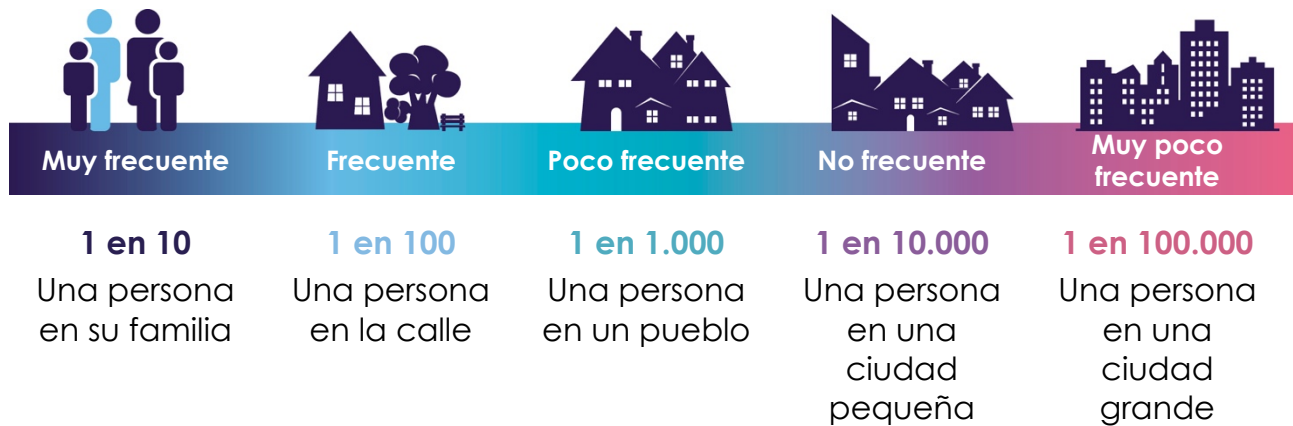 Muy frecuente
Frecuente
Poco frecuente
No frecuente
Muy poco
frecuente
1 en 10
Una persona
en su familia
1 en 100
Una persona
en la calle
1 en 1.000
Una persona
en un pueblo
1 en 10.000
Una persona
en una
ciudad
pequeña
1 en 100.000
Una persona
en una
ciudad
grande